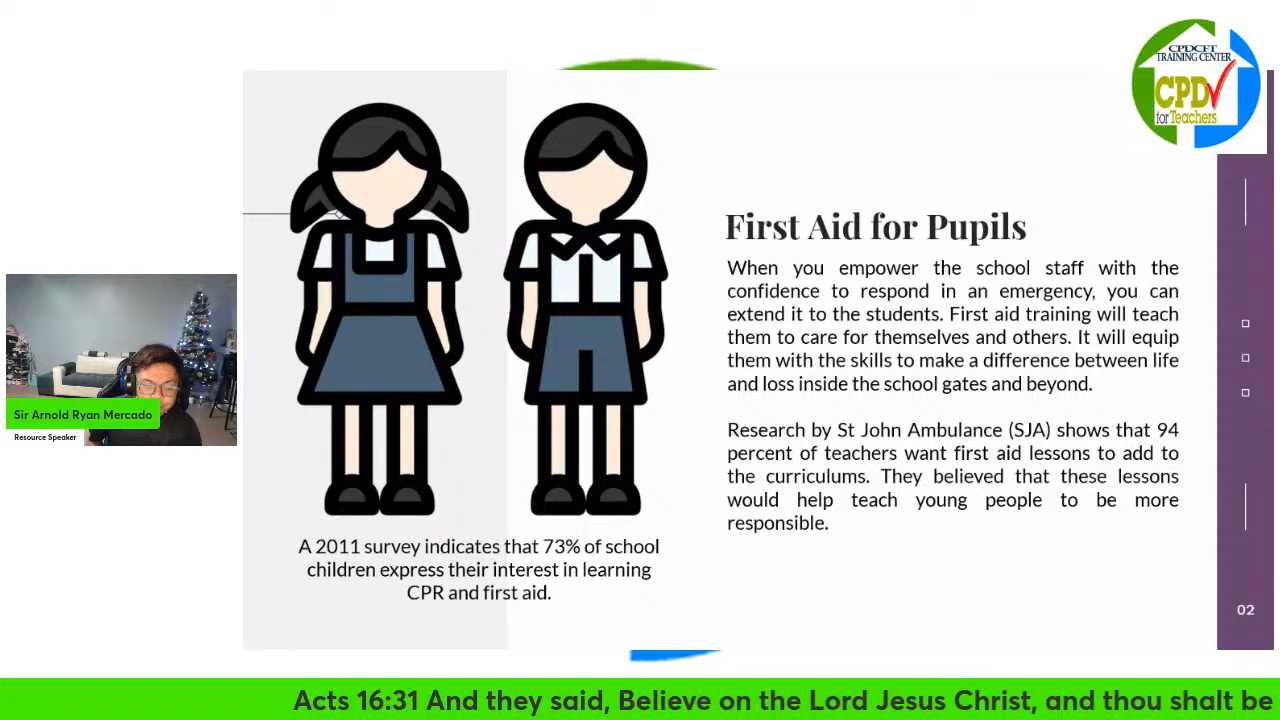 CPDCFT
TRAINING CENTER
CPD
for Teachers
First Aid for Pupils
When you empower the school staff with the
confidence to respond in an emergency, you can
extend it to the students. First aid training will teach
them to care for themselves and others. It will equip
them with the skills to make a difference between life
and loss inside the school gates and beyond.
Research by St John Ambulance (SJA) shows that 94
percent of teachers want first aid lessons to add to
the curriculums. They believed that these lessons
would help teach young people to be more
responsible.
Sir Arnold Ryan Mercado
Resource Speaker
A 2011 survey indicates that 73% of school
children express their interest in learning
CPR and first aid.
02
Acts 16:31 And they said, Believe on the Lord Jesus Christ, and thou shalt be